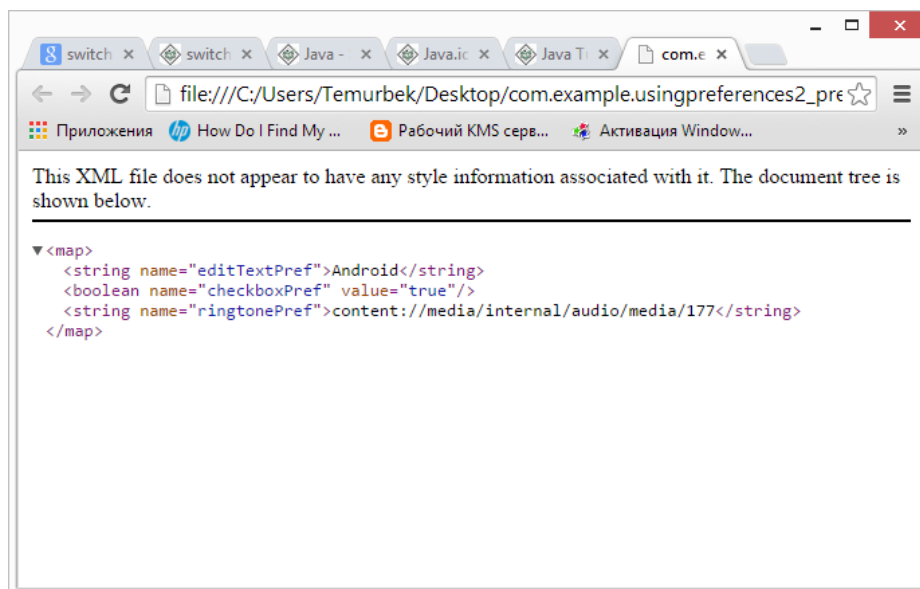 switch switch Java - Java.ic Java T com.e
file:///C:/Users/Temurbek/Desktop/com.example.usingpreferences2_pre
Приложения How Do I Find My ... Рабочий KMS серв... Активация Window... »
This XML file does not appear to have any style information associated with it. The document tree is
shown below.
▼<map>
<string name="editTextPref">Android</string>
<boolean name="checkboxPref" value="true"/>
<string name="ringtonePref">content://media/internal/audio/media/177</string>
</map>